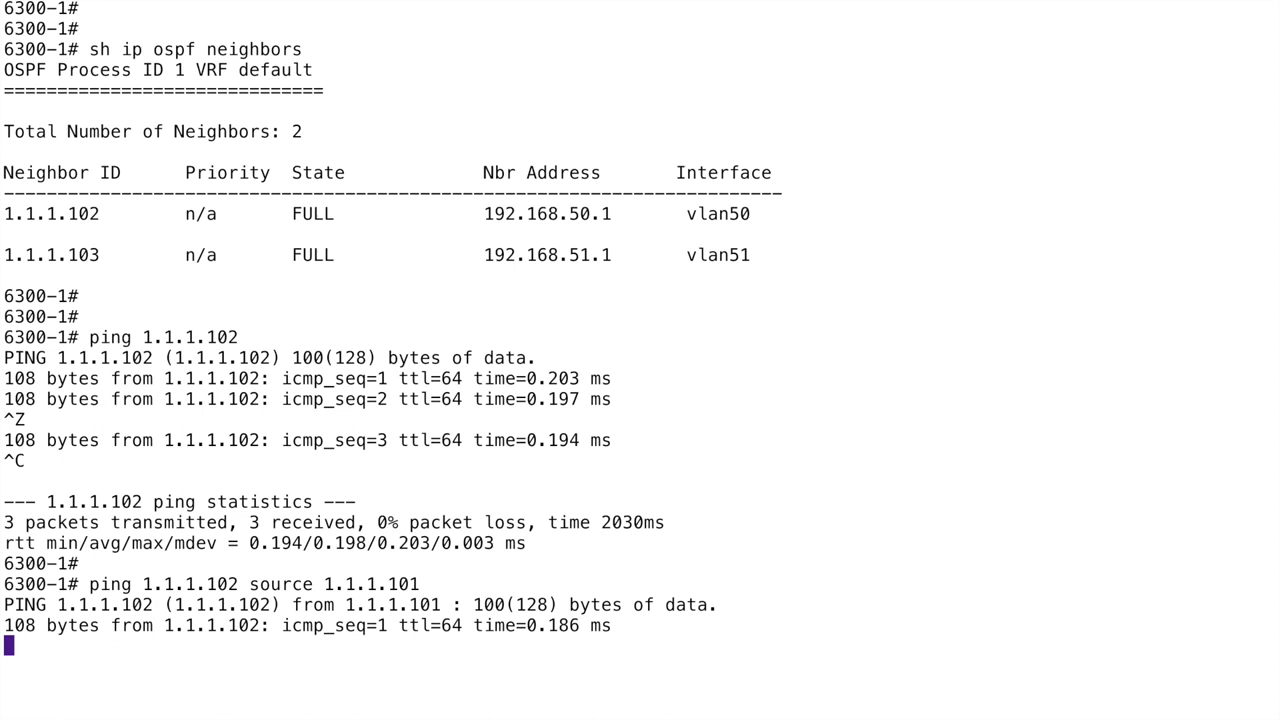 6300-1#
6300-1#
6300-1# sh ip ospf neighbors
OSPF Process ID 1 VRF default
==============================
Total Number of Neighbors: 2
Neighbor ID      Priority  State             Nbr Address       Interface
-------------------------------------------------------------------------
1.1.1.102        n/a       FULL              192.168.50.1       vlan50
1.1.1.103        n/a       FULL              192.168.51.1       vlan51
6300-1#
6300-1#
6300-1# ping 1.1.1.102
PING 1.1.1.102 (1.1.1.102) 100(128) bytes of data.
108 bytes from 1.1.1.102: icmp_seq=1 ttl=64 time=0.203 ms
108 bytes from 1.1.1.102: icmp_seq=2 ttl=64 time=0.197 ms
^Z
108 bytes from 1.1.1.102: icmp_seq=3 ttl=64 time=0.194 ms
^C
--- 1.1.1.102 ping statistics ---
3 packets transmitted, 3 received, 0% packet loss, time 2030ms
rtt min/avg/max/mdev = 0.194/0.198/0.203/0.003 ms
6300-1#
6300-1# ping 1.1.1.102 source 1.1.1.101
PING 1.1.1.102 (1.1.1.102) from 1.1.1.101 : 100(128) bytes of data.
108 bytes from 1.1.1.102: icmp_seq=1 ttl=64 time=0.186 ms